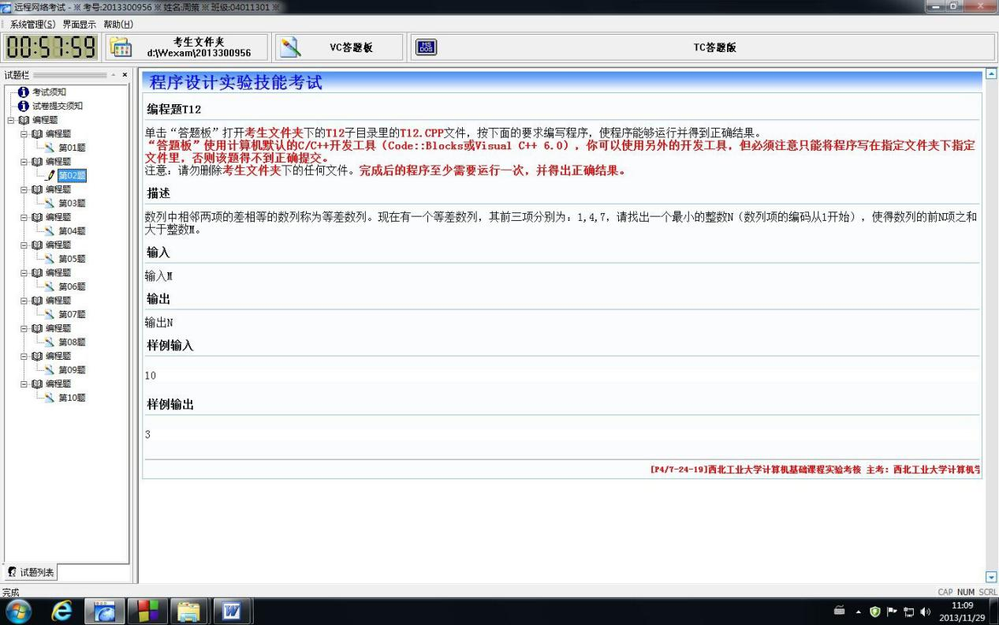 远程网络考试 - ※ 考号:2013300956 ※ 姓名:周策 ※ 班级:04011301 ※
系统管理(S) 界面显示 帮助(H)
00:57:59
考生文件夹
d:\Wexam\2013300956
VC答题板
MS DOS
TC答题版
试题栏
考试须知
试卷提交须知
编程题
编程题
第01题
编程题
第02题
编程题
第03题
编程题
第04题
编程题
第05题
编程题
第06题
编程题
第07题
编程题
第08题
编程题
第09题
编程题
第10题
试题列表
程序设计实验技能考试
编程题T12
单击“答题板”打开考生文件夹下的T12子目录里的T12.CPP文件，按下面的要求编写程序，使程序能够运行并得到正确结果。
“答题板”使用计算机默认的C/C++开发工具（Code::Blocks或Visual C++ 6.0），你可以使用另外的开发工具，但必须注意只能将程序写在指定文件夹下指定
文件里，否则该题得不到正确提交。
注意：请勿删除考生文件夹下的任何文件。完成后的程序至少需要运行一次，并得出正确结果。
描述
数列中相邻两项的差相等的数列称为等差数列。现在有一个等差数列，其前三项分别为：1,4,7，请找出一个最小的整数N（数列项的编码从1开始），使得数列的前N项之和
大于整数M。
输入
输入M
输出
输出N
样例输入
10
样例输出
3
[P4/7-24-19]西北工业大学计算机基础课程实验考核 主考：西北工业大学计算机学
完成
CAP NUM SCRL
11:09
2013/11/29